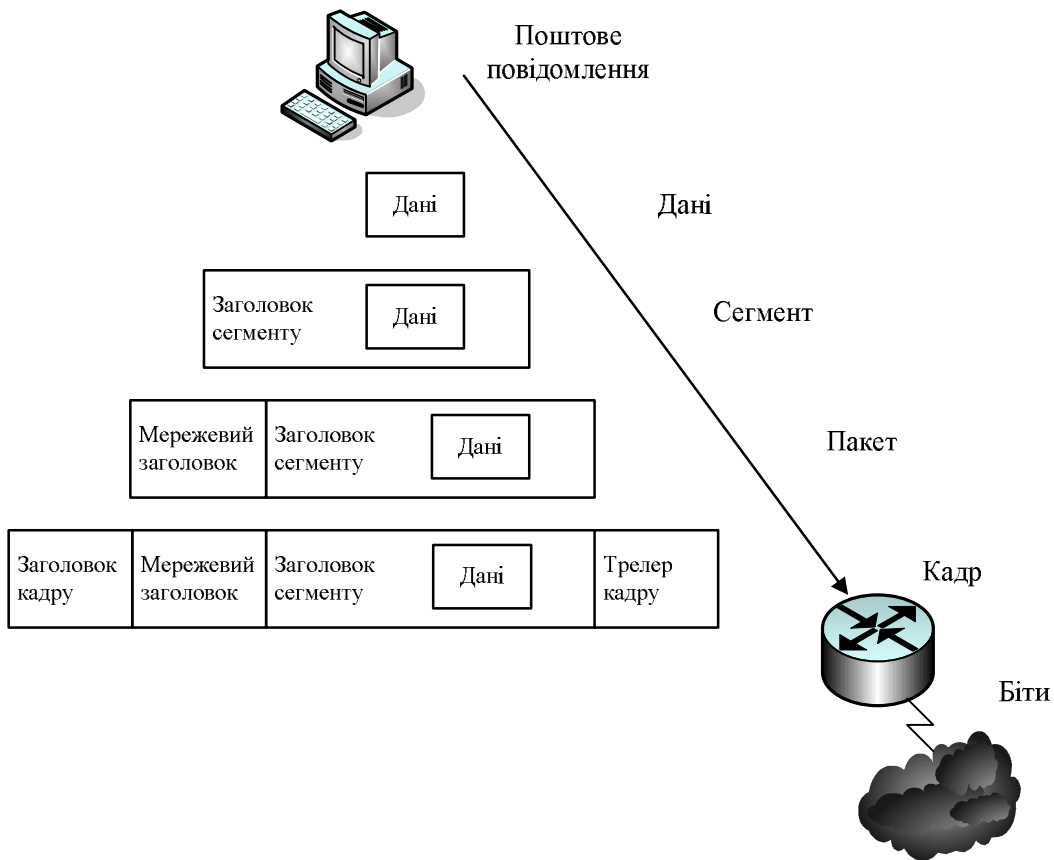 Поштове
повідомлення
Дані
Дані
Заголовок
сегменту
Дані
Сегмент
Мережевий
заголовок
Заголовок
сегменту
Дані
Пакет
Заголовок
кадру
Мережевий
заголовок
Заголовок
сегменту
Дані
Трелер
кадру
Кадр
Біти